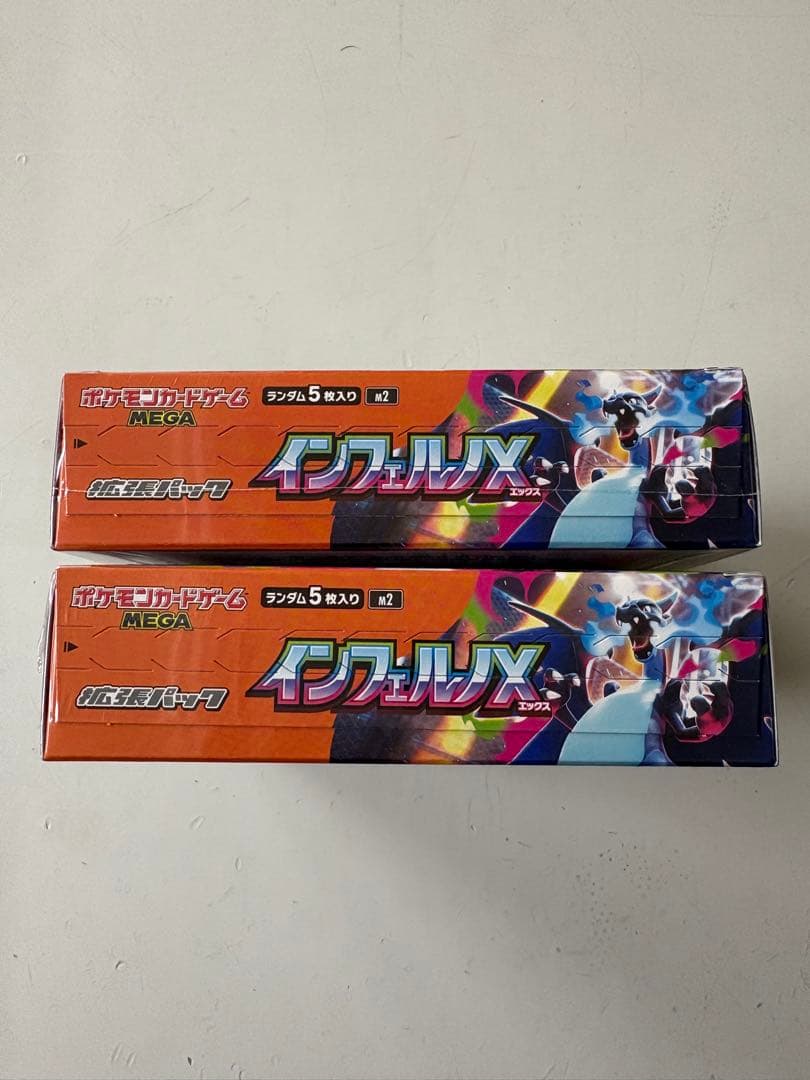 ポケモンカードゲーム
MEGA
ランダム5枚入り M2
拡張パック
インフェルノX
エックス
ポケモンカードゲーム
MEGA
ランダム5枚入り M2
拡張パック
インフェルノX
エックス